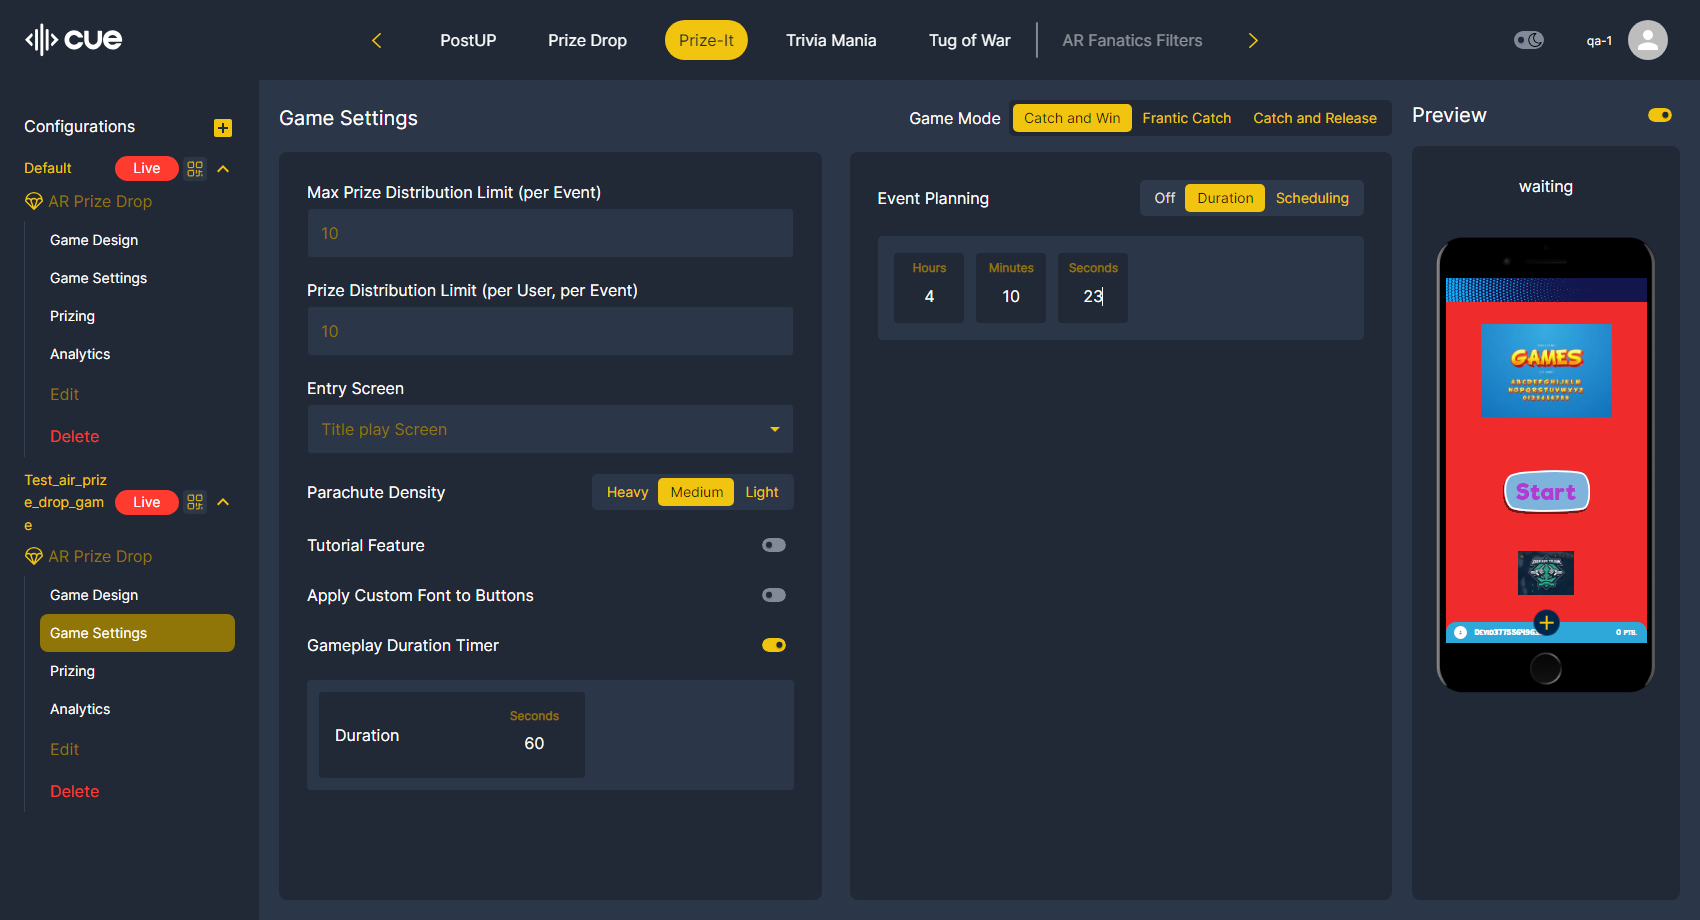 cue
PostUP
Prize Drop
Prize-It
Trivia Mania
Tug of War
AR Fanatics Filters
qa-1
Configurations
Default
Live
AR Prize Drop
Game Design
Game Settings
Prizing
Analytics
Edit
Delete
Test_air_priz
e_drop_gam
e
Live
AR Prize Drop
Game Design
Game Settings
Prizing
Analytics
Edit
Delete
Game Settings
Game Mode
Catch and Win
Frantic Catch
Catch and Release
Max Prize Distribution Limit (per Event)
10
Prize Distribution Limit (per User, per Event)
10
Entry Screen
Title play Screen
Parachute Density
Heavy
Medium
Light
Tutorial Feature
Apply Custom Font to Buttons
Gameplay Duration Timer
Duration
Seconds
60
Event Planning
Off
Duration
Scheduling
Hours
4
Minutes
10
Seconds
23
Preview
waiting
GAMES
ABCDEFGHIJKLM
NOPQRSTUVWXYZ
Start
0 PTS.